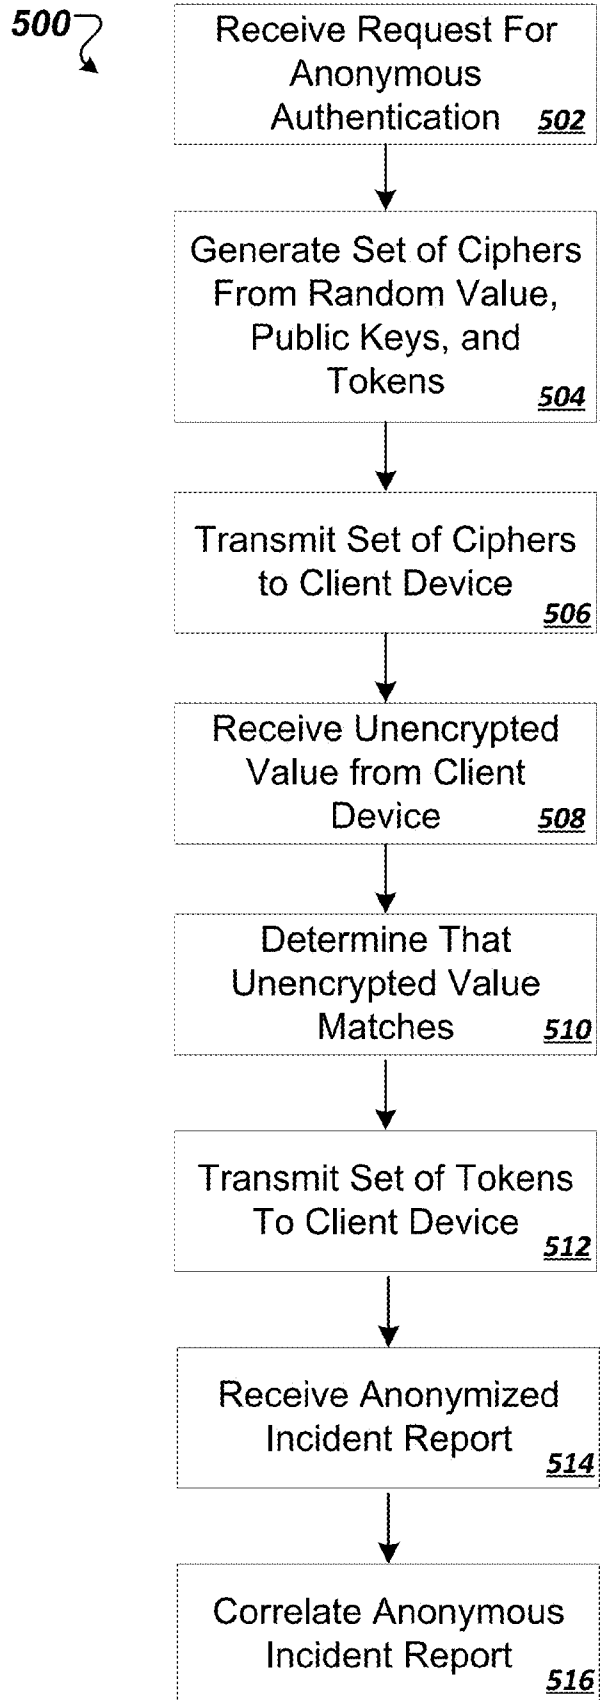 500
Receive Request For
Anonymous
Authentication 502
Generate Set of Ciphers
From Random Value,
Public Keys, and
Tokens 504
Transmit Set of Ciphers
to Client Device
506
Receive Unencrypted
Value from Client
Device 508
Determine That
Unencrypted Value
Matches 510
Transmit Set of Tokens
To Client Device
512
Receive Anonymized
Incident Report
514
Correlate Anonymous
Incident Report
516